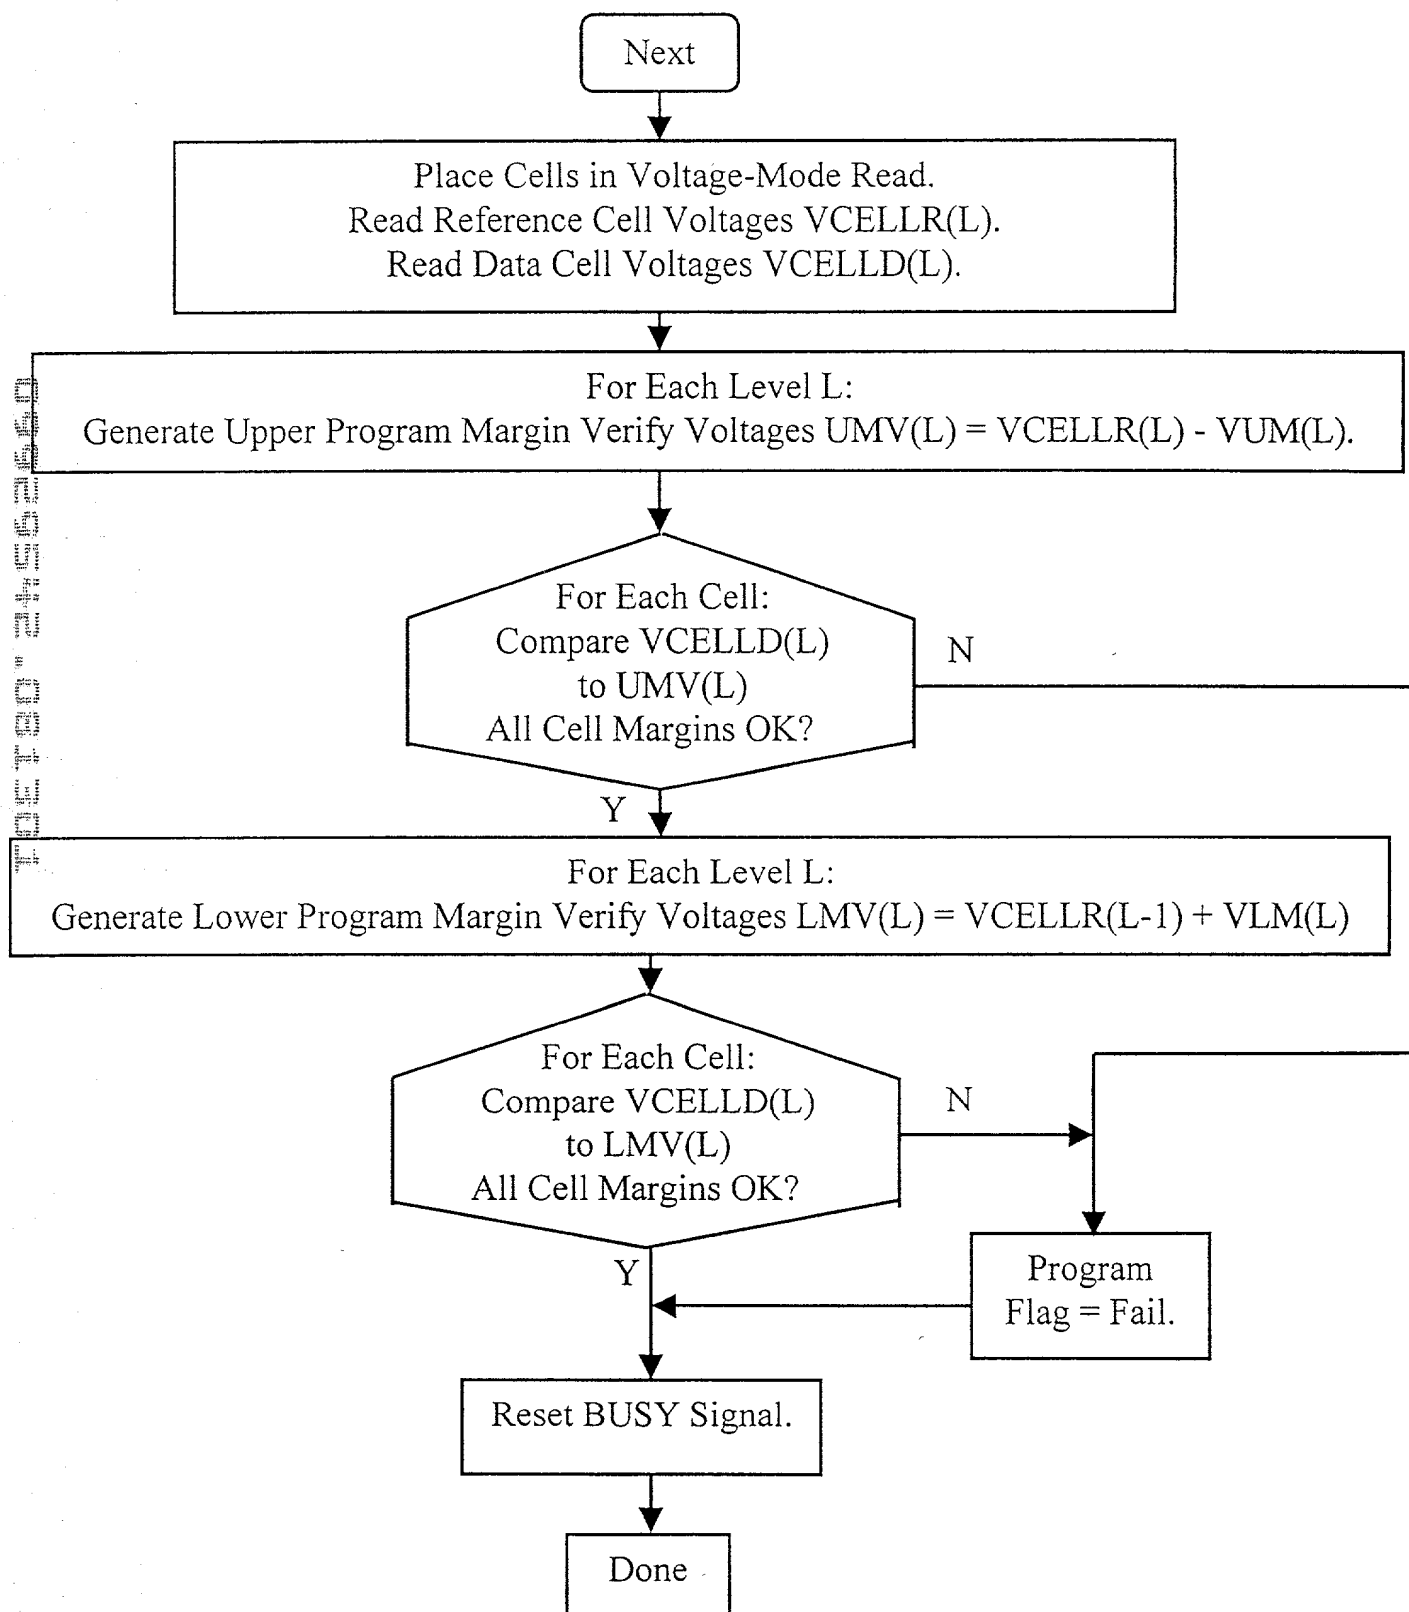 Next
Place Cells in Voltage-Mode Read.
Read Reference Cell Voltages VCELLR(L).
Read Data Cell Voltages VCELLD(L).
For Each Level L:
Generate Upper Program Margin Verify Voltages UMV(L) = VCELLR(L) - VUM(L).
For Each Cell:
Compare VCELLD(L)
to UMV(L)
All Cell Margins OK?
N
Y
For Each Level L:
Generate Lower Program Margin Verify Voltages LMV(L) = VCELLR(L-1) + VLM(L)
For Each Cell:
Compare VCELLD(L)
to LMV(L)
All Cell Margins OK?
N
Y
Program
Flag = Fail.
Reset BUSY Signal.
Done